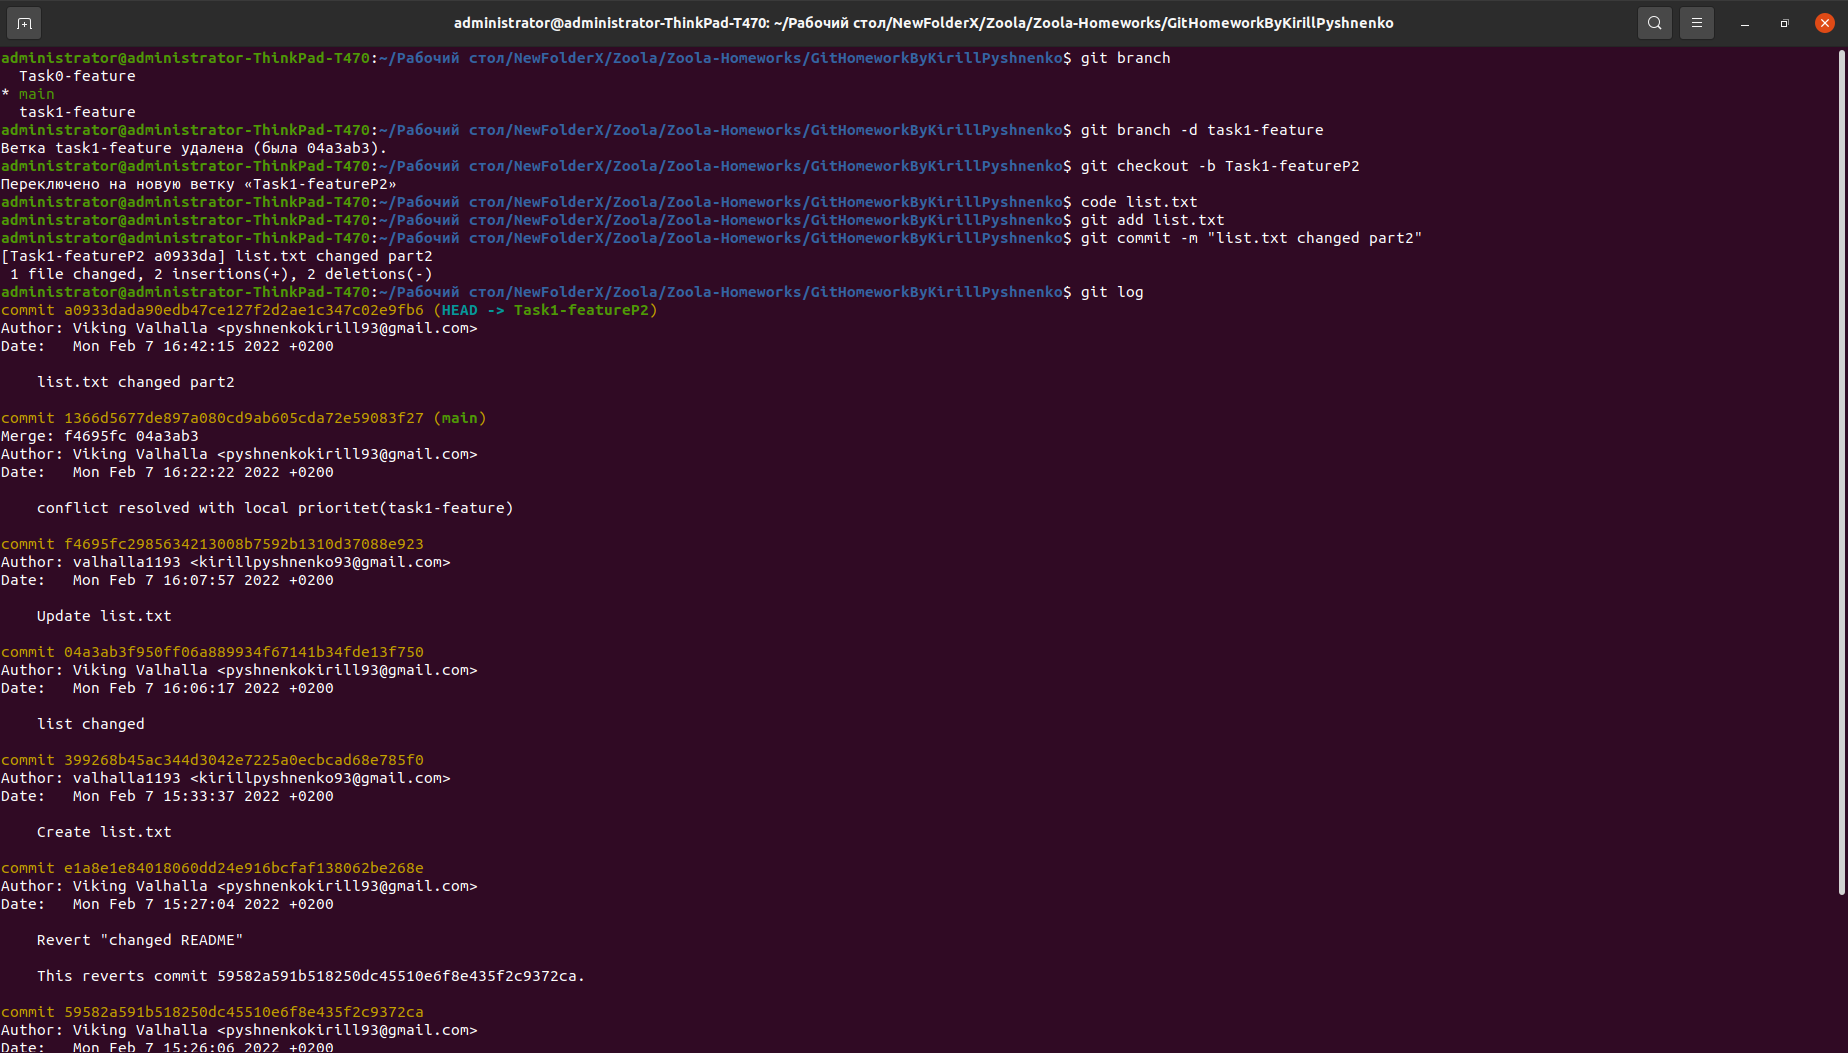 administrator@administrator-ThinkPad-T470: ~/Рабочий стол/NewFolderX/Zoola/Zoola-Homeworks/GitHomeworkByKirillPyshnenko
administrator@administrator-ThinkPad-T470:~/Рабочий стол/NewFolderX/Zoola/Zoola-Homeworks/GitHomeworkByKirillPyshnenko$ git branch
  Task0-feature
* main
  task1-feature
administrator@administrator-ThinkPad-T470:~/Рабочий стол/NewFolderX/Zoola/Zoola-Homeworks/GitHomeworkByKirillPyshnenko$ git branch -d task1-feature
Ветка task1-feature удалена (была 04a3ab3).
administrator@administrator-ThinkPad-T470:~/Рабочий стол/NewFolderX/Zoola/Zoola-Homeworks/GitHomeworkByKirillPyshnenko$ git checkout -b Task1-featureP2
Переключено на новую ветку «Task1-featureP2»
administrator@administrator-ThinkPad-T470:~/Рабочий стол/NewFolderX/Zoola/Zoola-Homeworks/GitHomeworkByKirillPyshnenko$ code list.txt
administrator@administrator-ThinkPad-T470:~/Рабочий стол/NewFolderX/Zoola/Zoola-Homeworks/GitHomeworkByKirillPyshnenko$ git add list.txt
administrator@administrator-ThinkPad-T470:~/Рабочий стол/NewFolderX/Zoola/Zoola-Homeworks/GitHomeworkByKirillPyshnenko$ git commit -m "list.txt changed part2"
[Task1-featureP2 a0933da] list.txt changed part2
 1 file changed, 2 insertions(+), 2 deletions(-)
administrator@administrator-ThinkPad-T470:~/Рабочий стол/NewFolderX/Zoola/Zoola-Homeworks/GitHomeworkByKirillPyshnenko$ git log
commit a0933dada90edb47ce127f2d2ae1c347c02e9fb6 (HEAD -> Task1-featureP2)
Author: Viking Valhalla <pyshnenkokirill93@gmail.com>
Date:   Mon Feb 7 16:42:15 2022 +0200
    list.txt changed part2
commit 1366d5677de897a080cd9ab605cda72e59083f27 (main)
Merge: f4695fc 04a3ab3
Author: Viking Valhalla <pyshnenkokirill93@gmail.com>
Date:   Mon Feb 7 16:22:22 2022 +0200
    conflict resolved with local prioritet(task1-feature)
commit f4695fc2985634213008b7592b1310d37088e923
Author: valhalla1193 <kirillpyshnenko93@gmail.com>
Date:   Mon Feb 7 16:07:57 2022 +0200
    Update list.txt
commit 04a3ab3f950ff06a889934f67141b34fde13f750
Author: Viking Valhalla <pyshnenkokirill93@gmail.com>
Date:   Mon Feb 7 16:06:17 2022 +0200
    list changed
commit 399268b45ac344d3042e7225a0ecbcad68e785f0
Author: valhalla1193 <kirillpyshnenko93@gmail.com>
Date:   Mon Feb 7 15:33:37 2022 +0200
    Create list.txt
commit e1a8e1e84018060dd24e916bcfaf138062be268e
Author: Viking Valhalla <pyshnenkokirill93@gmail.com>
Date:   Mon Feb 7 15:27:04 2022 +0200
    Revert "changed README"
    This reverts commit 59582a591b518250dc45510e6f8e435f2c9372ca.
commit 59582a591b518250dc45510e6f8e435f2c9372ca
Author: Viking Valhalla <pyshnenkokirill93@gmail.com>
Date:   Mon Feb 7 15:26:06 2022 +0200